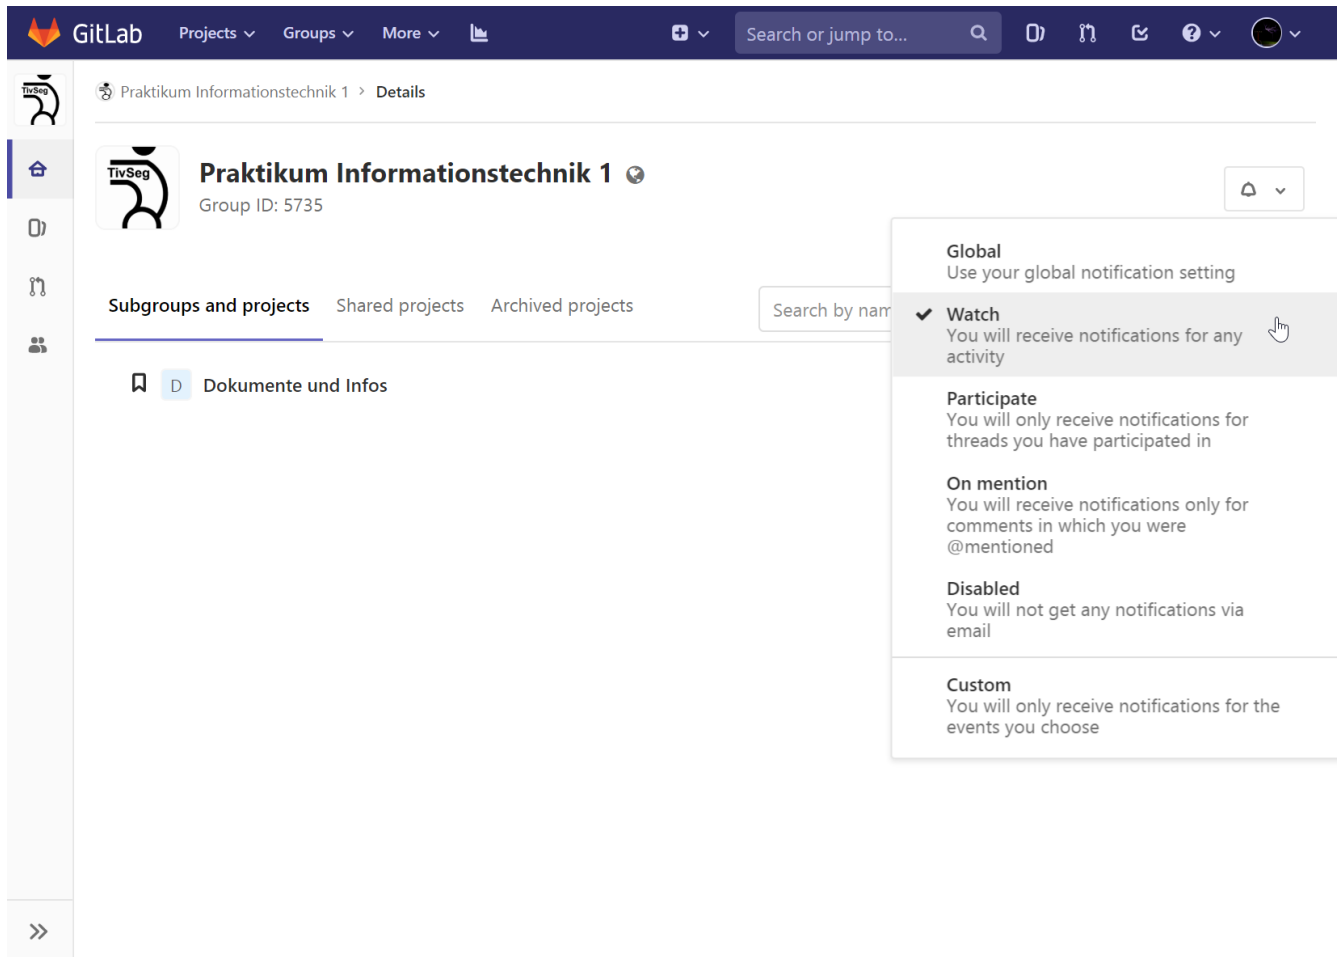 GitLab Projects Groups More Search or jump to...
TivSeg
Praktikum Informationstechnik 1 > Details
TivSeg
Praktikum Informationstechnik 1
Group ID: 5735
Subgroups and projects Shared projects Archived projects Search by nam
D Dokumente und Infos
Global
Use your global notification setting
Watch
You will receive notifications for any
activity
Participate
You will only receive notifications for
threads you have participated in
On mention
You will receive notifications only for
comments in which you were
@mentioned
Disabled
You will not get any notifications via
email
Custom
You will only receive notifications for the
events you choose